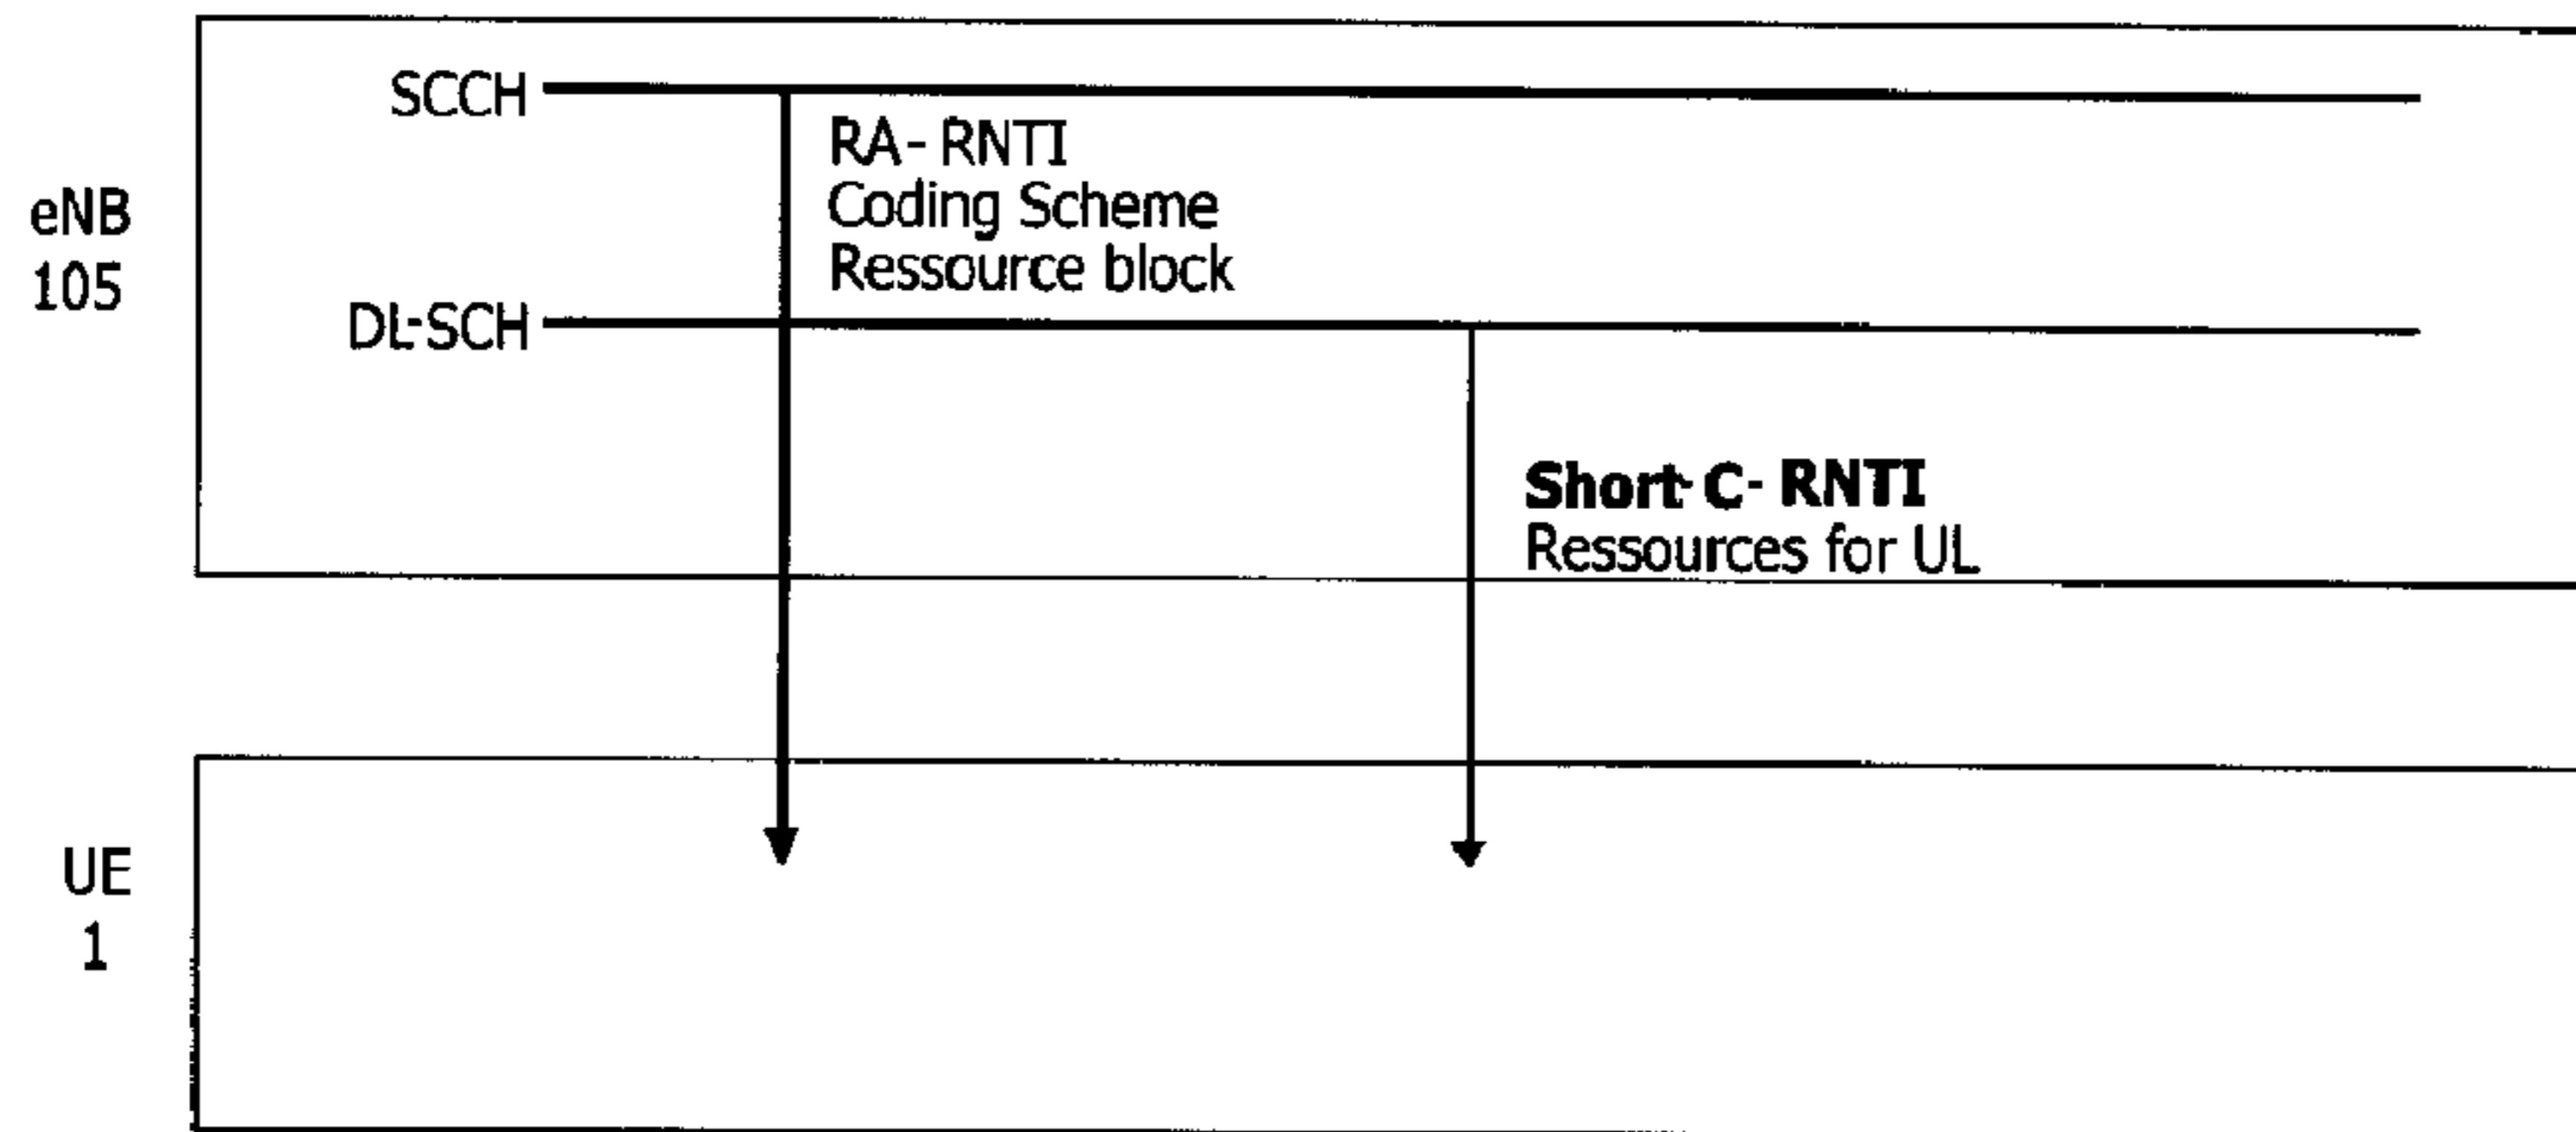 SCCH
RA-RNTI
Coding Scheme
Ressource block
eNB
105
DL-SCH
Short C-RNTI
Ressources for UL
UE
1